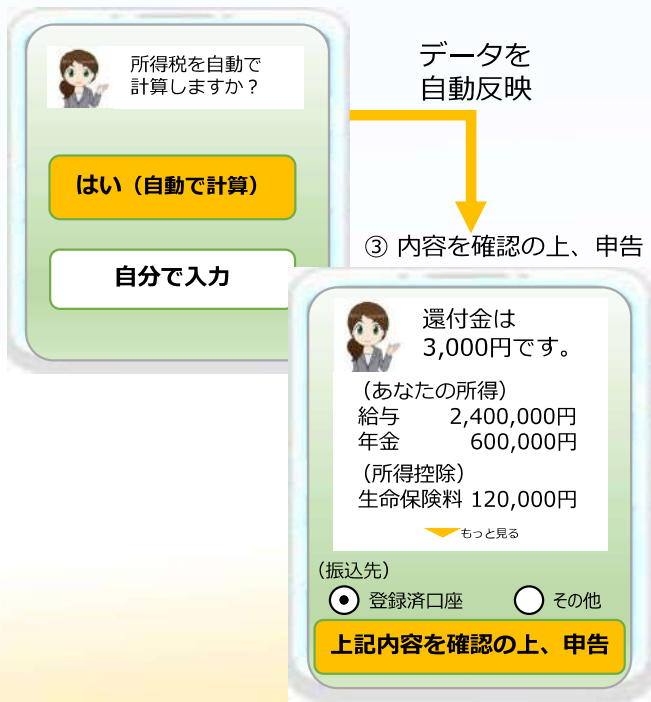 所得税を自動で
計算しますか？
はい（自動で計算）
自分で入力
データを
自動反映
③ 内容を確認の上、申告
還付金は
3,000円です。
（あなたの所得）
給与 2,400,000円
年金 600,000円
（所得控除）
生命保険料 120,000円
もっと見る
（振込先）
登録済口座 その他
上記内容を確認の上、申告